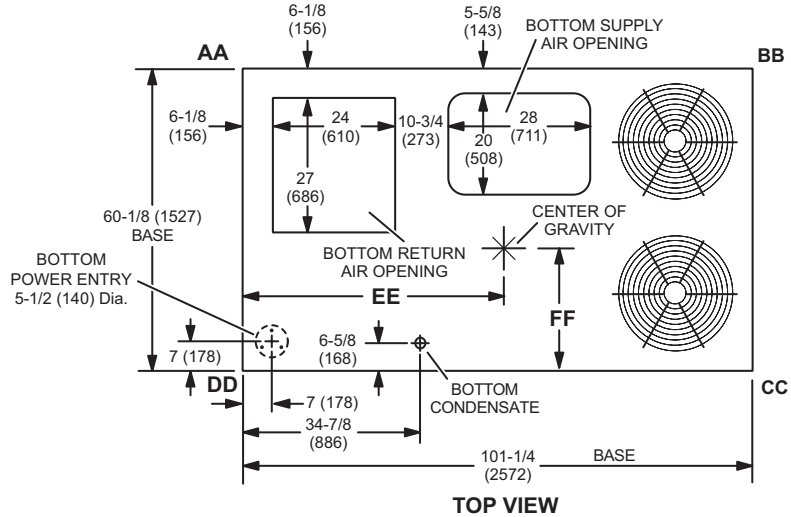 6-1/8
(156)
5-5/8
(143)
BOTTOM SUPPLY
AIR OPENING
AA
BB
6-1/8
(156)
24
(610)
10-3/4
(273)
28
(711)
20
(508)
27
(686)
60-1/8 (1527)
BASE
CENTER OF
GRAVITY
BOTTOM RETURN
AIR OPENING
BOTTOM
POWER ENTRY
5-1/2 (140) Dia.
EE
FF
7 (178)
6-5/8
(168)
DD
CC
7 (178)
BOTTOM
CONDENSATE
34-7/8
(886)
101-1/4
(2572)
BASE
TOP VIEW